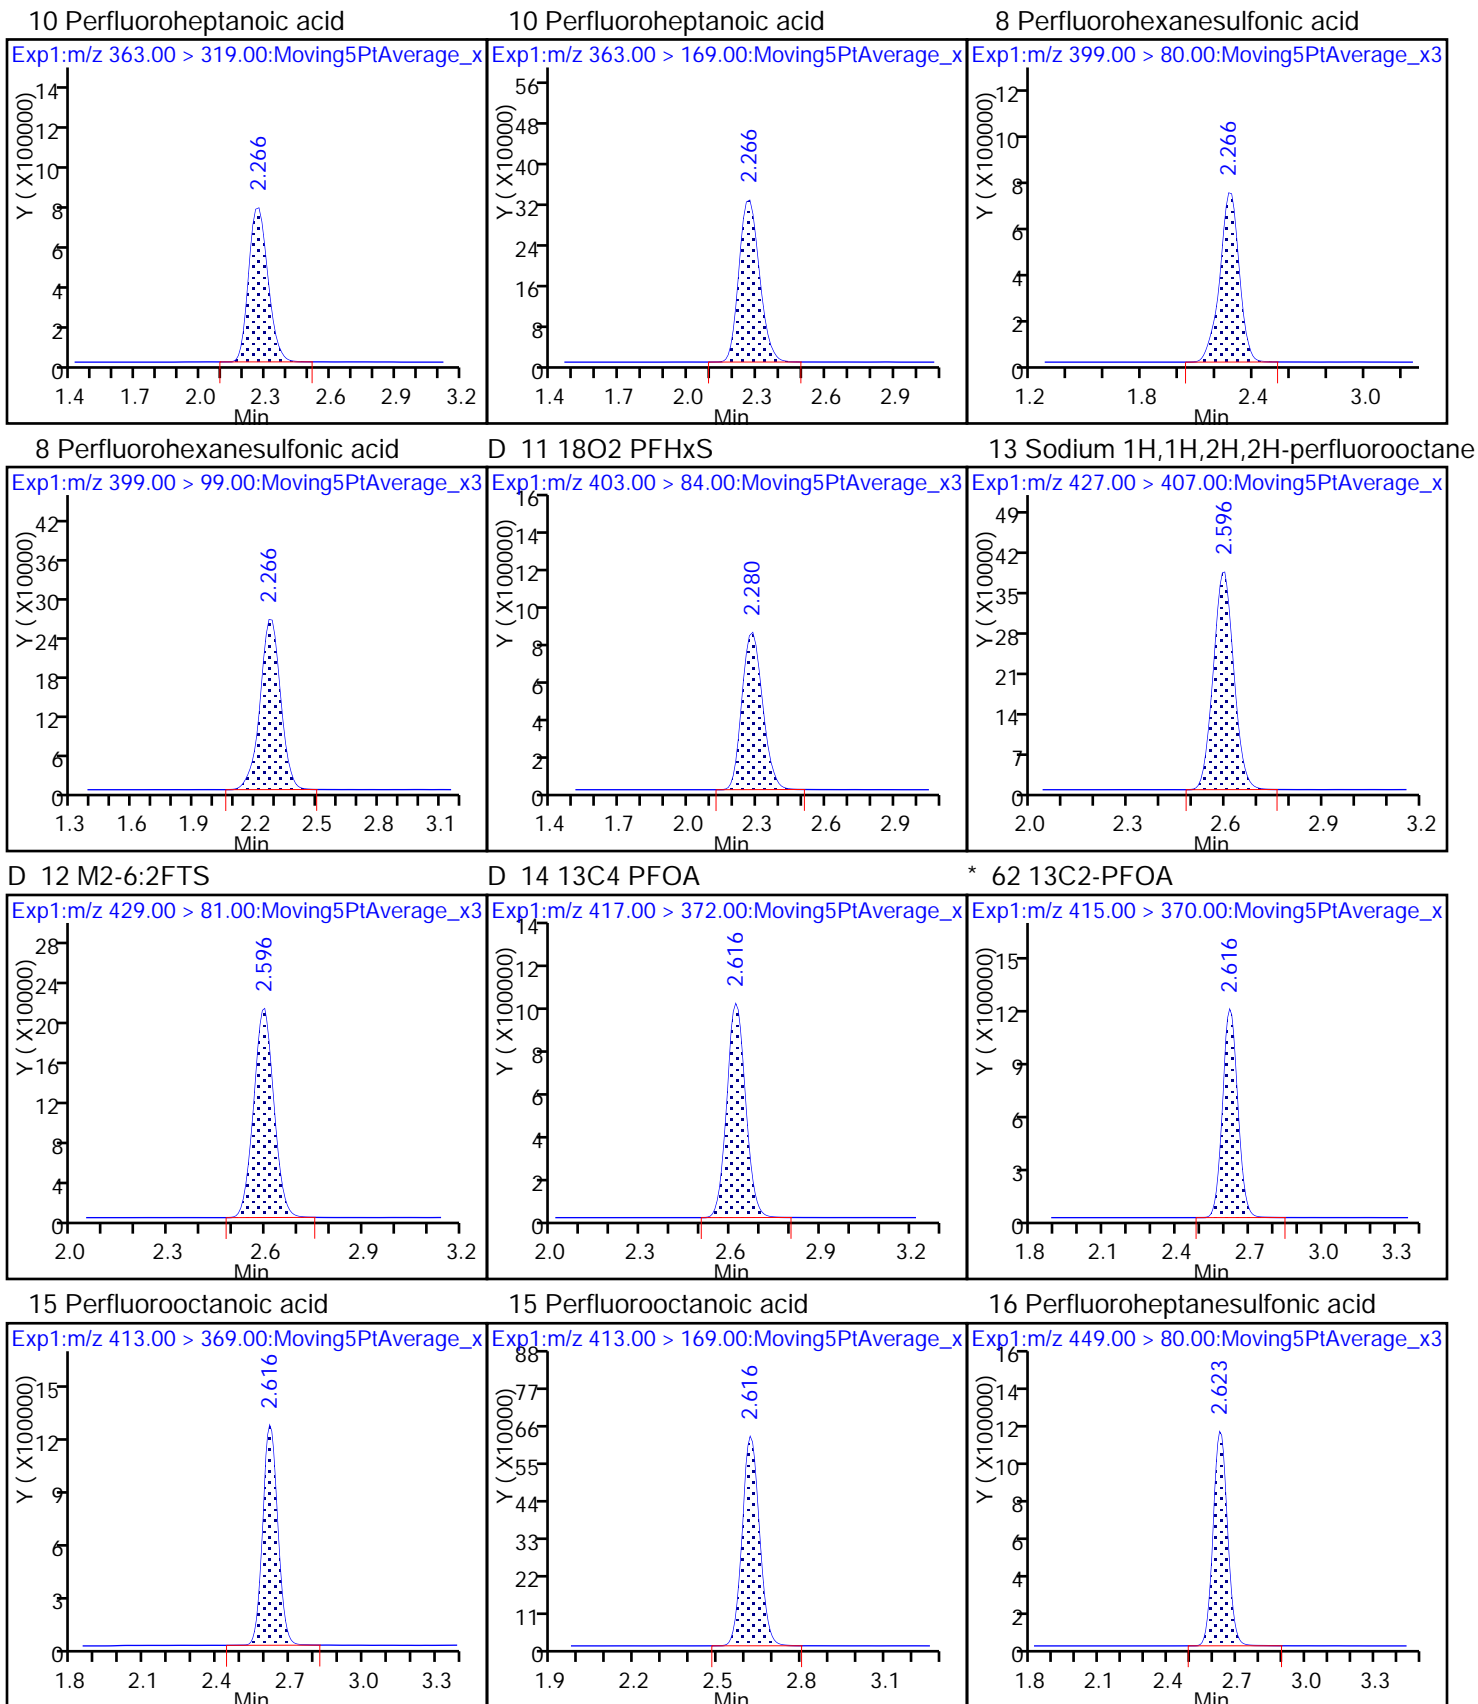 10 Perfluoroheptanoic acid
10 Perfluoroheptanoic acid
8 Perfluorohexanesulfonic acid
Exp1:m/z 363.00 > 319.00:Moving5PtAverage_x
Y ( X100000)
14
12
10
8
6
4
2
0
2.266
1.4 1.7 2.0 2.3 2.6 2.9 3.2
Min
Exp1:m/z 363.00 > 169.00:Moving5PtAverage_x
Y ( X10000)
56
48
40
32
24
16
8
0
2.266
1.4 1.7 2.0 2.3 2.6 2.9
Min
Exp1:m/z 399.00 > 80.00:Moving5PtAverage_x3
Y ( X100000)
12
10
8
6
4
2
0
2.266
1.2 1.8 2.4 3.0
Min
8 Perfluorohexanesulfonic acid
D 11 18O2 PFHxS
13 Sodium 1H,1H,2H,2H-perfluorooctane
Exp1:m/z 399.00 > 99.00:Moving5PtAverage_x3
Y ( X10000)
42
36
30
24
18
12
6
0
2.266
1.3 1.6 1.9 2.2 2.5 2.8 3.1
Min
Exp1:m/z 403.00 > 84.00:Moving5PtAverage_x3
Y ( X100000)
16
14
12
10
8
6
4
2
0
2.280
1.4 1.7 2.0 2.3 2.6 2.9
Min
Exp1:m/z 427.00 > 407.00:Moving5PtAverage_x
Y ( X10000)
49
42
35
28
21
14
7
0
2.596
2.0 2.3 2.6 2.9 3.2
Min
D 12 M2-6:2FTS
D 14 13C4 PFOA
* 62 13C2-PFOA
Exp1:m/z 429.00 > 81.00:Moving5PtAverage_x3
Y ( X10000)
28
24
20
16
12
8
4
0
2.596
2.0 2.3 2.6 2.9 3.2
Min
Exp1:m/z 417.00 > 372.00:Moving5PtAverage_x
Y ( X100000)
14
12
10
8
6
4
2
0
2.616
2.0 2.3 2.6 2.9 3.2
Min
Exp1:m/z 415.00 > 370.00:Moving5PtAverage_x
Y ( X100000)
15
12
9
6
3
0
2.616
1.8 2.1 2.4 2.7 3.0 3.3
Min
15 Perfluorooctanoic acid
15 Perfluorooctanoic acid
16 Perfluoroheptanesulfonic acid
Exp1:m/z 413.00 > 369.00:Moving5PtAverage_x
Y ( X100000)
15
12
9
6
3
0
2.616
1.8 2.1 2.4 2.7 3.0 3.3
Min
Exp1:m/z 413.00 > 169.00:Moving5PtAverage_x
Y ( X10000)
88
77
66
55
44
33
22
11
0
2.616
1.9 2.2 2.5 2.8 3.1
Min
Exp1:m/z 449.00 > 80.00:Moving5PtAverage_x3
Y ( X100000)
16
14
12
10
8
6
4
2
0
2.623
1.8 2.1 2.4 2.7 3.0 3.3
Min